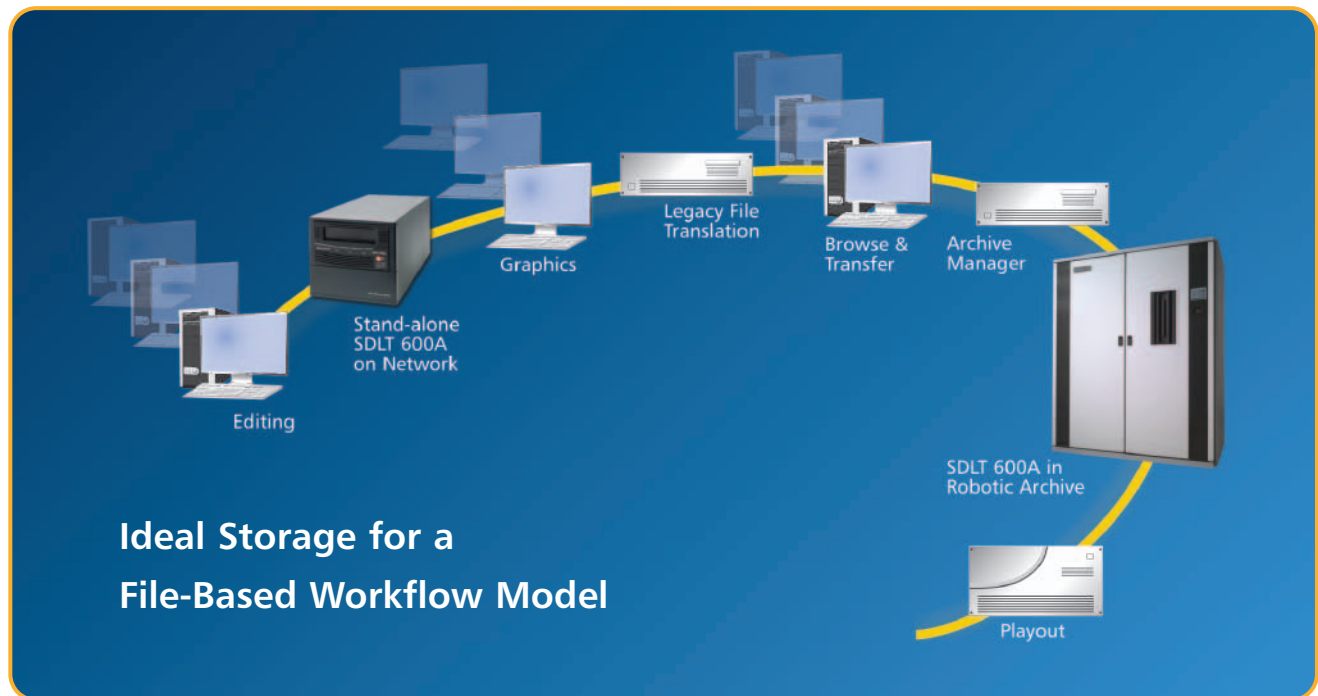 Editing
Stand-alone
SDLT 600A
on Network
Graphics
Legacy File
Translation
Browse &
Transfer
Archive
Manager
SDLT 600A in
Robotic Archive
Playout
Ideal Storage for a
File-Based Workflow Model